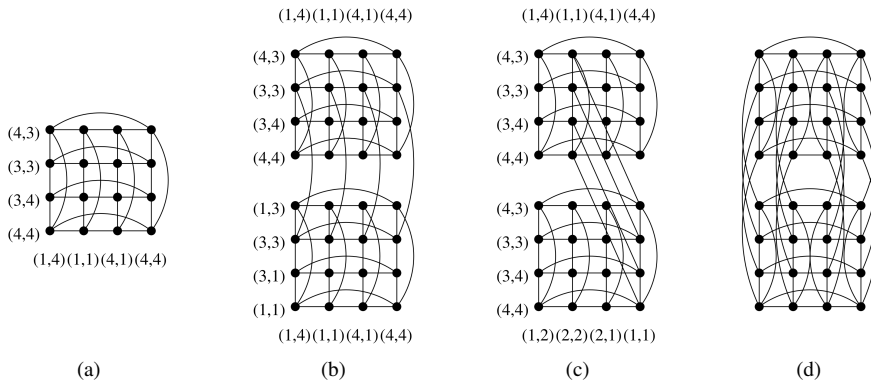 (1,4)(1,1)(4,1)(4,4) (1,4)(1,1)(4,1)(4,4)
(4,3) (4,3)
(3,3) (3,3)
(3,4) (3,4)
(4,3)
(4,4) (4,4)
(3,3)
(3,4) (1,3) (4,3)
(4,4) (3,3) (3,3)
(1,4)(1,1)(4,1)(4,4) (3,1) (3,4)
(1,1) (4,4)
(1,4)(1,1)(4,1)(4,4) (1,2)(2,2)(2,1)(1,1)
(a) (b) (c) (d)